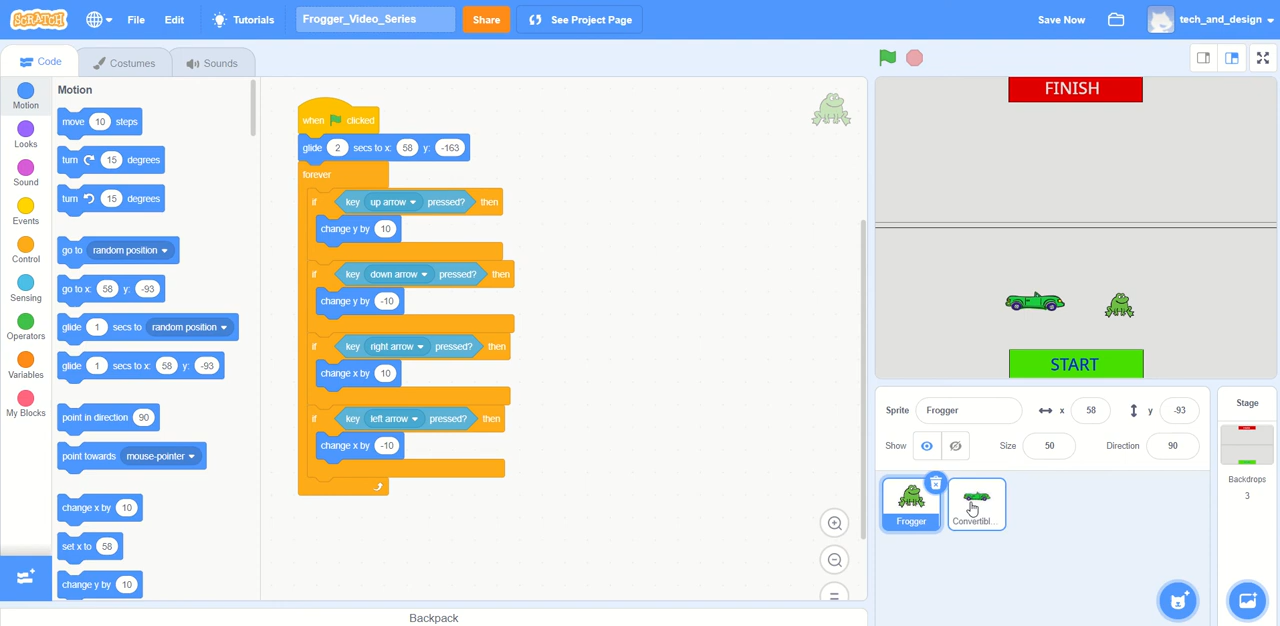 SCRATCH File Edit Tutorials Frogger_Video_Series Share See Project Page Save Now tech_and_design
Code Costumes Sounds
Motion
Looks
Sound
Events
Control
Sensing
Operators
Variables
My Blocks
Motion
move 10 steps
turn 15 degrees
turn 15 degrees
go to random position
go to x: 58 y: -93
glide 1 secs to random position
glide 1 secs to x: 58 y: -93
point in direction 90
point towards mouse-pointer
change x by 10
set x to 58
change y by 10
when clicked
glide 2 secs to x: 58 y: -163
forever
if key up arrow pressed? then
change y by 10
if key down arrow pressed? then
change y by -10
if key right arrow pressed? then
change x by 10
if key left arrow pressed? then
change x by -10
Backpack
FINISH
START
Sprite Frogger x 58 y -93
Show Size 50 Direction 90
Frogger
Convertibl...
Stage
Backdrops
3